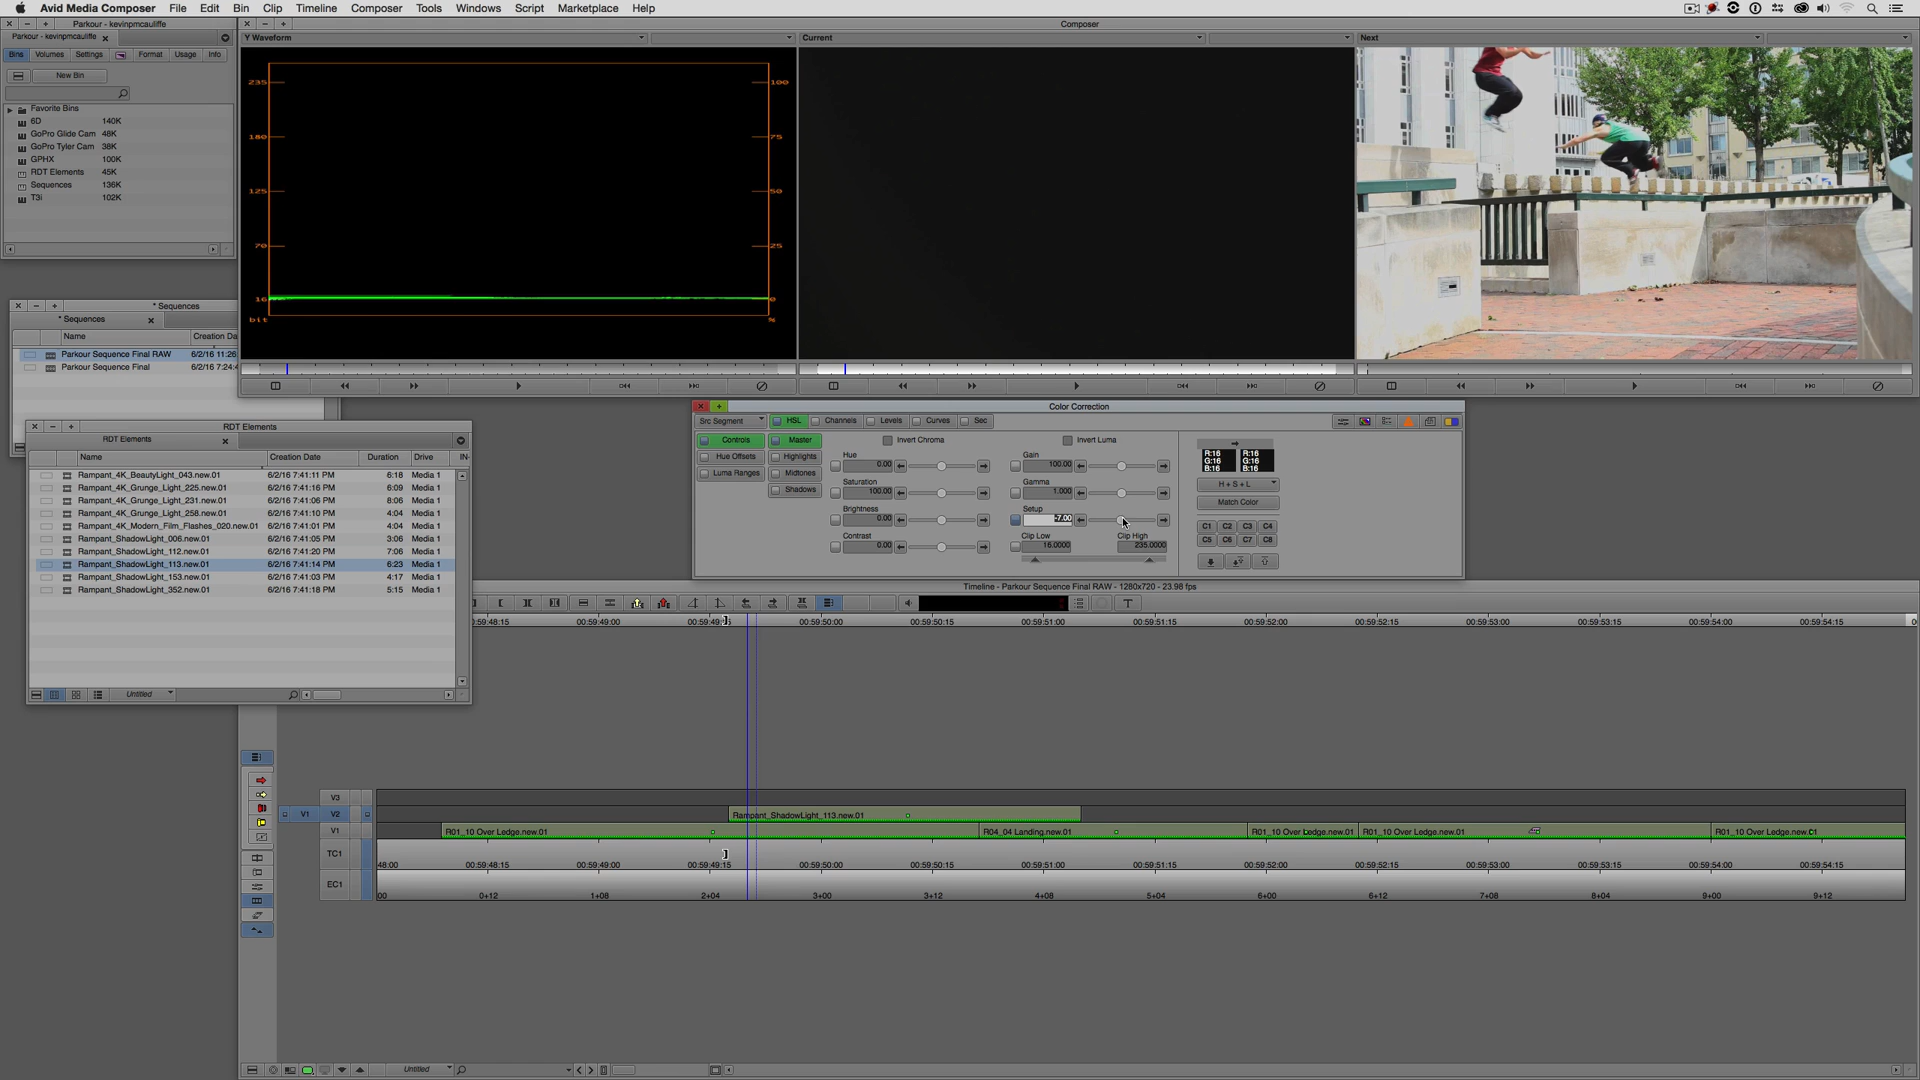 Avid Media Composer File Edit Bin Clip Timeline Composer Tools Windows Script Marketplace Help
Parkour - kevinpmcauliffe
Composer
Parkour - kevinpmcauliffe
Y Waveform
Current
Next
Bins Volumes Settings Format Usage Info
New Bin
Favorite Bins
6D 140K
GoPro Glide Cam 48K
GoPro Tyler Cam 38K
GPHX 100K
RDT Elements 45K
Sequences 136K
T3i 102K
235 100
180 75
125 50
70 25
16 0
bit %
* Sequences
* Sequences
Name Creation Da
Parkour Sequence Final RAW 6/2/16 11:26:
Parkour Sequence Final 6/2/16 7:24:4
RDT Elements
RDT Elements
Name Creation Date Duration Drive IN-
Rampant_4K_BeautyLight_043.new.01 6/2/16 7:41:11 PM 6:18 Media 1
Rampant_4K_Grunge_Light_225.new.01 6/2/16 7:41:16 PM 6:09 Media 1
Rampant_4K_Grunge_Light_231.new.01 6/2/16 7:41:06 PM 8:06 Media 1
Rampant_4K_Grunge_Light_258.new.01 6/2/16 7:41:10 PM 4:04 Media 1
Rampant_4K_Modern_Film_Flashes_020.new.01 6/2/16 7:41:01 PM 4:04 Media 1
Rampant_ShadowLight_006.new.01 6/2/16 7:41:05 PM 3:06 Media 1
Rampant_ShadowLight_112.new.01 6/2/16 7:41:20 PM 7:06 Media 1
Rampant_ShadowLight_113.new.01 6/2/16 7:41:14 PM 6:23 Media 1
Rampant_ShadowLight_153.new.01 6/2/16 7:41:03 PM 4:17 Media 1
Rampant_ShadowLight_352.new.01 6/2/16 7:41:18 PM 5:15 Media 1
Untitled
Color Correction
Src Segment HSL Channels Levels Curves Sec
Controls Master Invert Chroma Invert Luma
Hue Offsets Highlights
Luma Ranges Midtones
Shadows
Hue 0.00 Gain 100.00
Saturation 100.00 Gamma 1.000
Brightness 0.00 Setup -7.00
Contrast 0.00 Clip Low 16.0000 Clip High 235.0000
R:16 R:16
G:16 G:16
B:16 B:16
H + S + L
Match Color
C1 C2 C3 C4
C5 C6 C7 C8
Timeline - Parkour Sequence Final RAW - 1280x720 - 23.98 fps
00:59:48:15 00:59:49:00 00:59:49:15 00:59:50:00 00:59:50:15 00:59:51:00 00:59:51:15 00:59:52:00 00:59:52:15 00:59:53:00 00:59:53:15 00:59:54:00 00:59:54:15
V3
V1 V2 Rampant_ShadowLight_113.new.01
V1 R01_10 Over Ledge.new.01 R04_04 Landing.new.01 R01_10 Over Ledge.new.01 R01_10 Over Ledge.new.01 R01_10 Over Ledge.new.01
TC1 48:00 00:59:48:15 00:59:49:00 00:59:49:15 00:59:50:00 00:59:50:15 00:59:51:00 00:59:51:15 00:59:52:00 00:59:52:15 00:59:53:00 00:59:53:15 00:59:54:00 00:59:54:15
EC1 00 0+12 1+08 2+04 3+00 3+12 4+08 5+04 6+00 6+12 7+08 8+04 9+00 9+12
Untitled